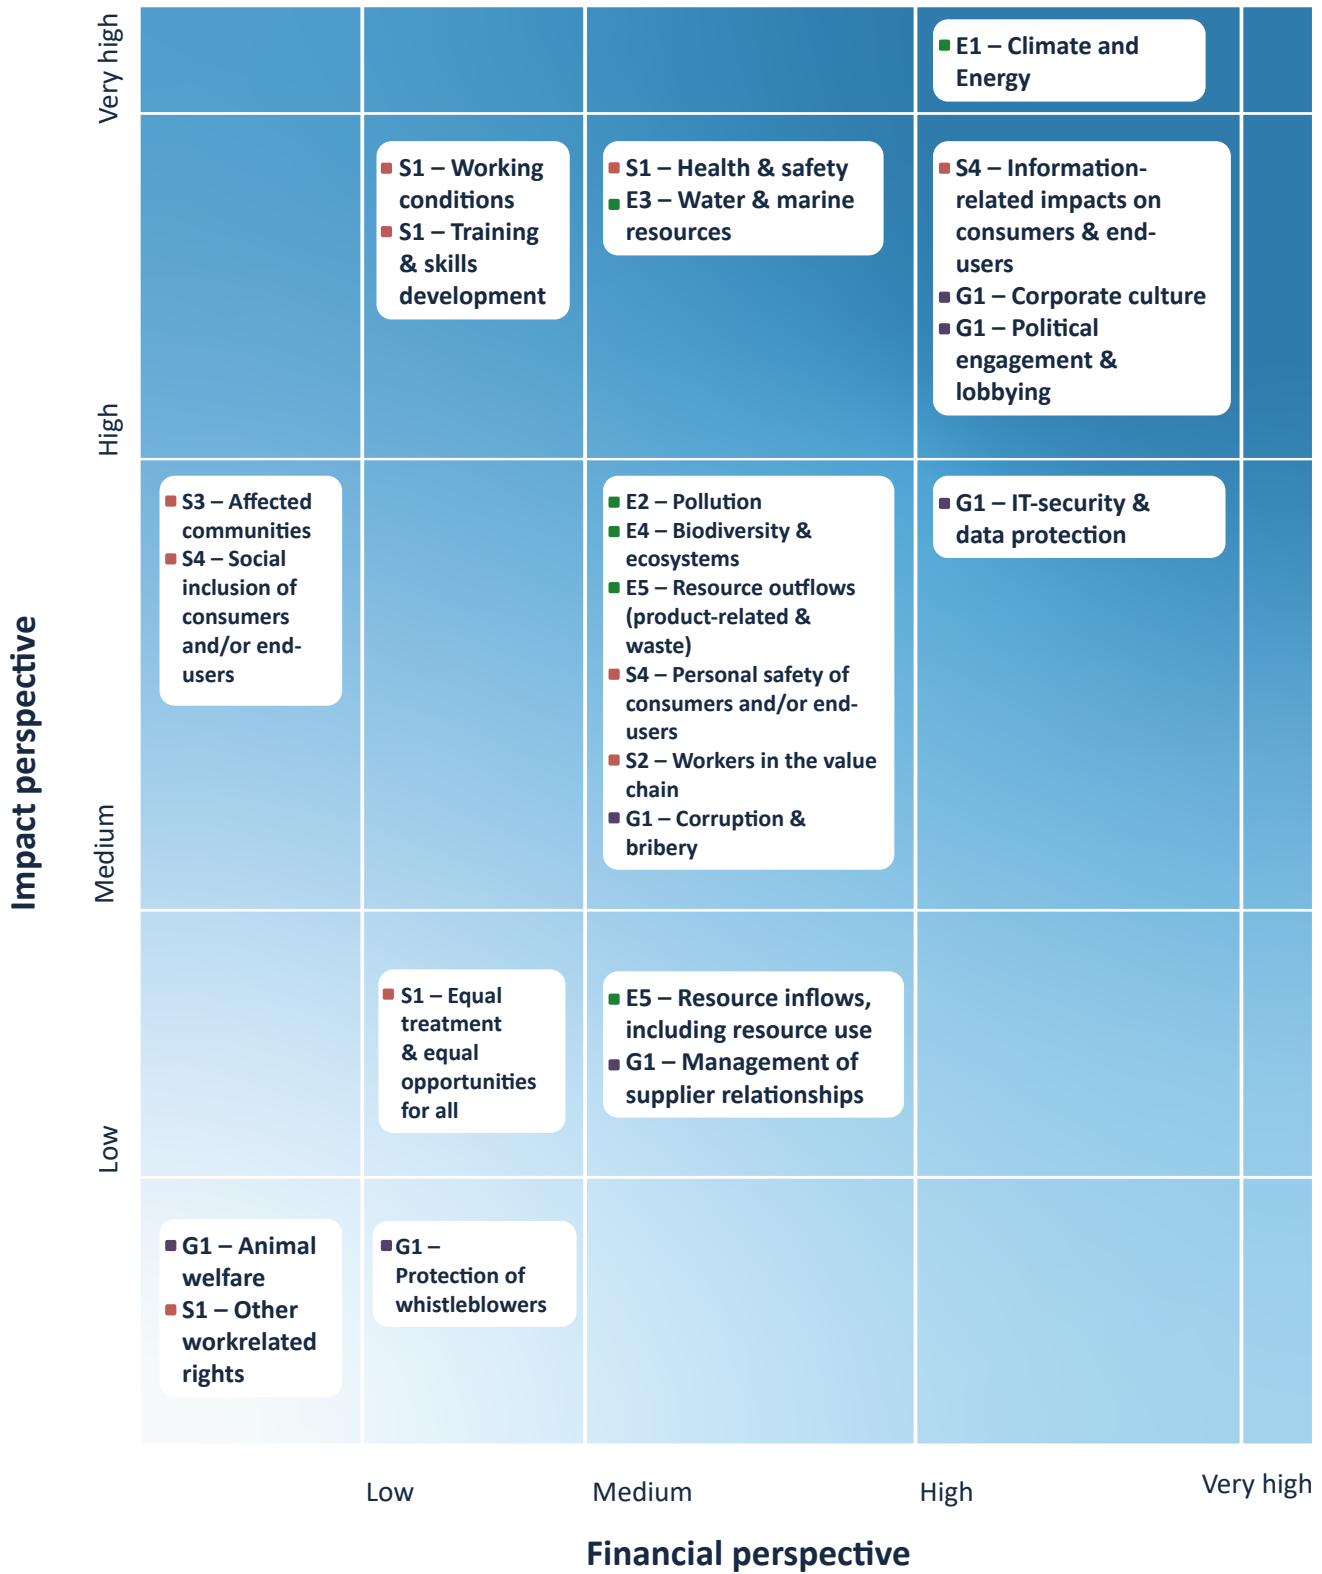 Very high
E1 – Climate and
Energy
S1 – Working
conditions
S1 – Training
& skills
development
S1 – Health & safety
E3 – Water & marine
resources
S4 – Information-
related impacts on
consumers & end-
users
G1 – Corporate culture
G1 – Political
engagement &
lobbying
High
S3 – Affected
communities
S4 – Social
inclusion of
consumers
and/or end-
users
E2 – Pollution
E4 – Biodiversity &
ecosystems
E5 – Resource outflows
(product-related &
waste)
S4 – Personal safety of
consumers and/or end-
users
S2 – Workers in the value
chain
G1 – Corruption &
bribery
G1 – IT-security &
data protection
Impact perspective
Medium
S1 – Equal
treatment
& equal
opportunities
for all
E5 – Resource inflows,
including resource use
G1 – Management of
supplier relationships
Low
G1 – Animal
welfare
S1 – Other
workrelated
rights
G1 –
Protection of
whistleblowers
Low
Medium
High
Very high
Financial perspective